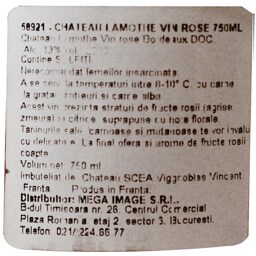 58921 - CHATEAU LAMOTHE VIN ROSE 750ML
Chateau Lamothe Vin rose Bordeaux DOC.
Alc. 13% vol.
Contine SULFITI
Nerecomandat femeilor insarcinate.
A se servi la temperatura intre 8-10° C, cu carne
la gratar, antreuri si carne alba.
Acest vin prezinta straturi de fructe rosii (agrise,
zmeura) si citrice, suprapuse cu note florale.
Taninurile sale, carnoase si matasoase te vor invalui
cu delicatete. La final ofera si arome de fructe rosii
coapte.
Volum net: 750 ml
Imbuteliat de: Chateau SCEA Viggroblas Vincent
Franta. Produs in Franta.
Distribuitor: MEGA IMAGE S.R.L.
B-dul Timisoara nr. 26, Centrul Comercial
Plaza Romania, etaj 2, sector 6, Bucuresti.
Telefon: 021/224.66.77